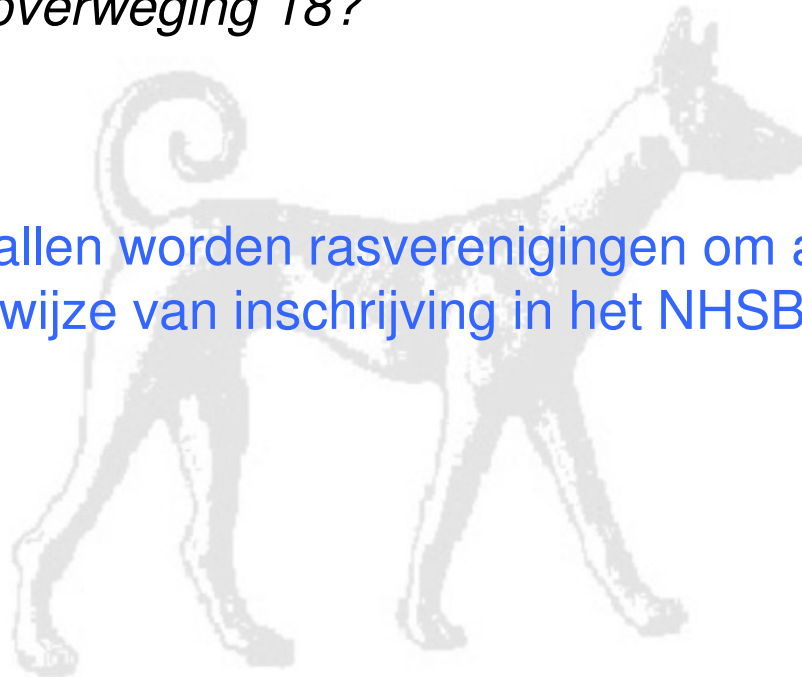 overweging 18?
allen worden rasverenigingen om a
wijze van inschrijving in het NHSB